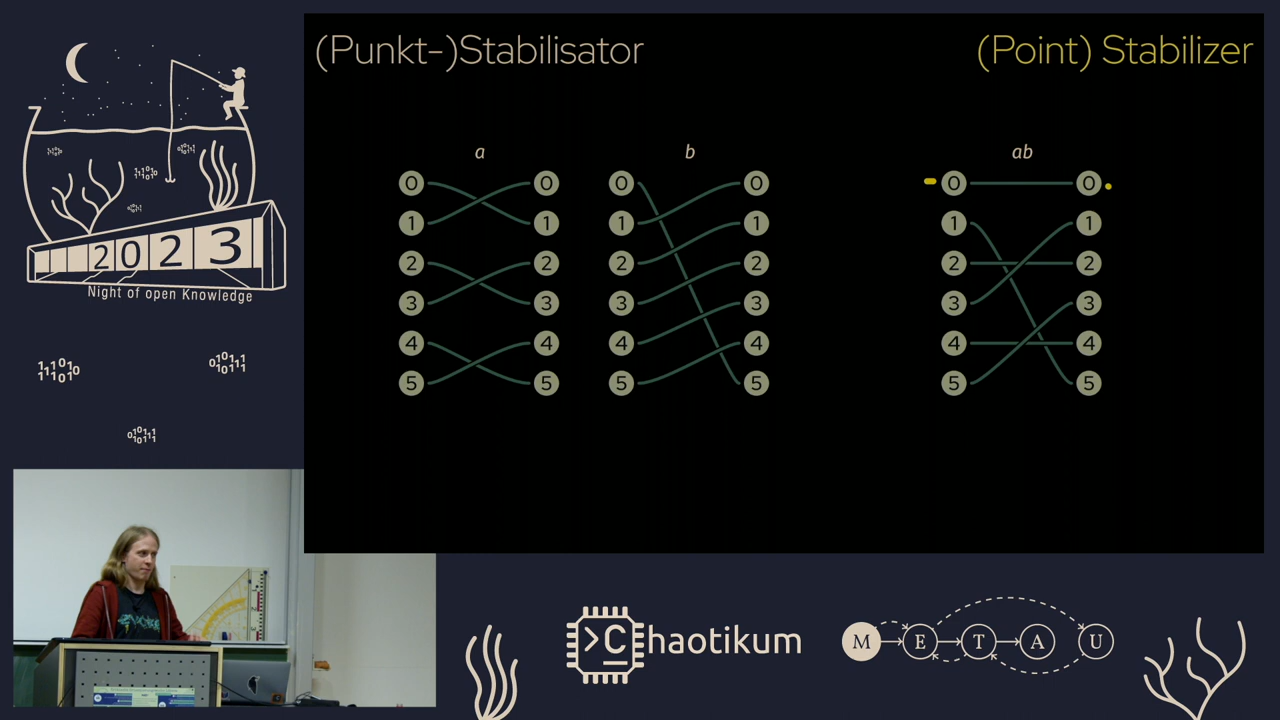 (Punkt-)Stabilisator
(Point) Stabilizer
a
b
ab
0 0 0 0 0 0
1 1 1 1 1 1
2 2 2 2 2 2
3 3 3 3 3 3
4 4 4 4 4 4
5 5 5 5 5 5
2023
Night of open Knowledge
>C haotikum
M E T A U